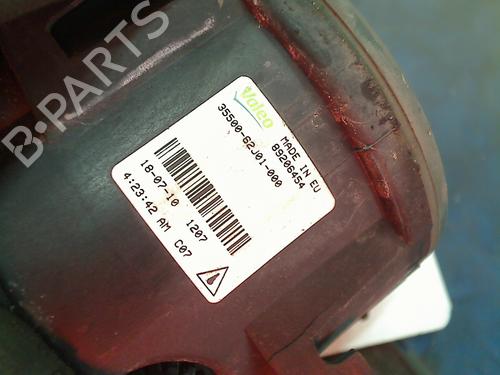 B-PARTS
Valeo
35500-62J01-000
MADE IN EU
89206454
18-07-10 1207
4:23:42 AM C07